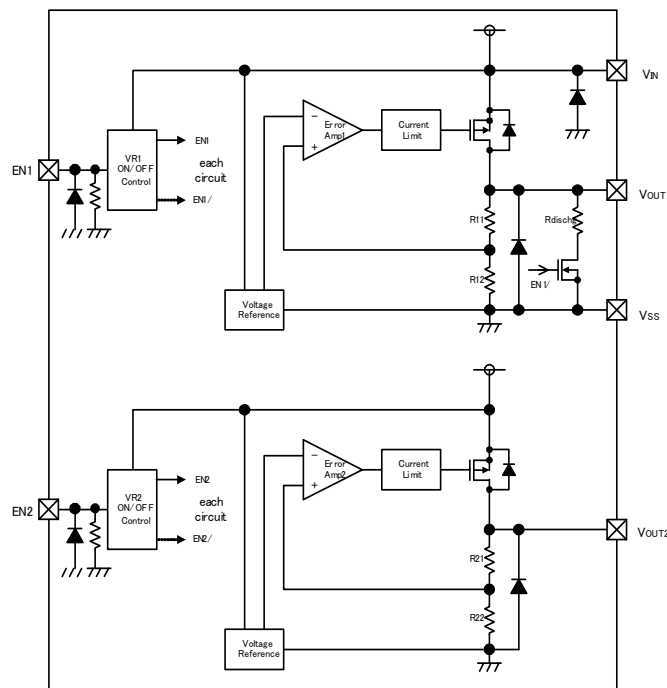 VIN
EN1
VR1
ON/OFF
Control
EN1
each
circuit
EN1/
−
+
Error
Amp1
Current
Limit
VOUT
R11
Rdischg
R12
EN1/
Voltage
Reference
VSS
EN2
VR2
ON/OFF
Control
EN2
each
circuit
EN2/
−
+
Error
Amp2
Current
Limit
VOUT2
R21
R22
Voltage
Reference